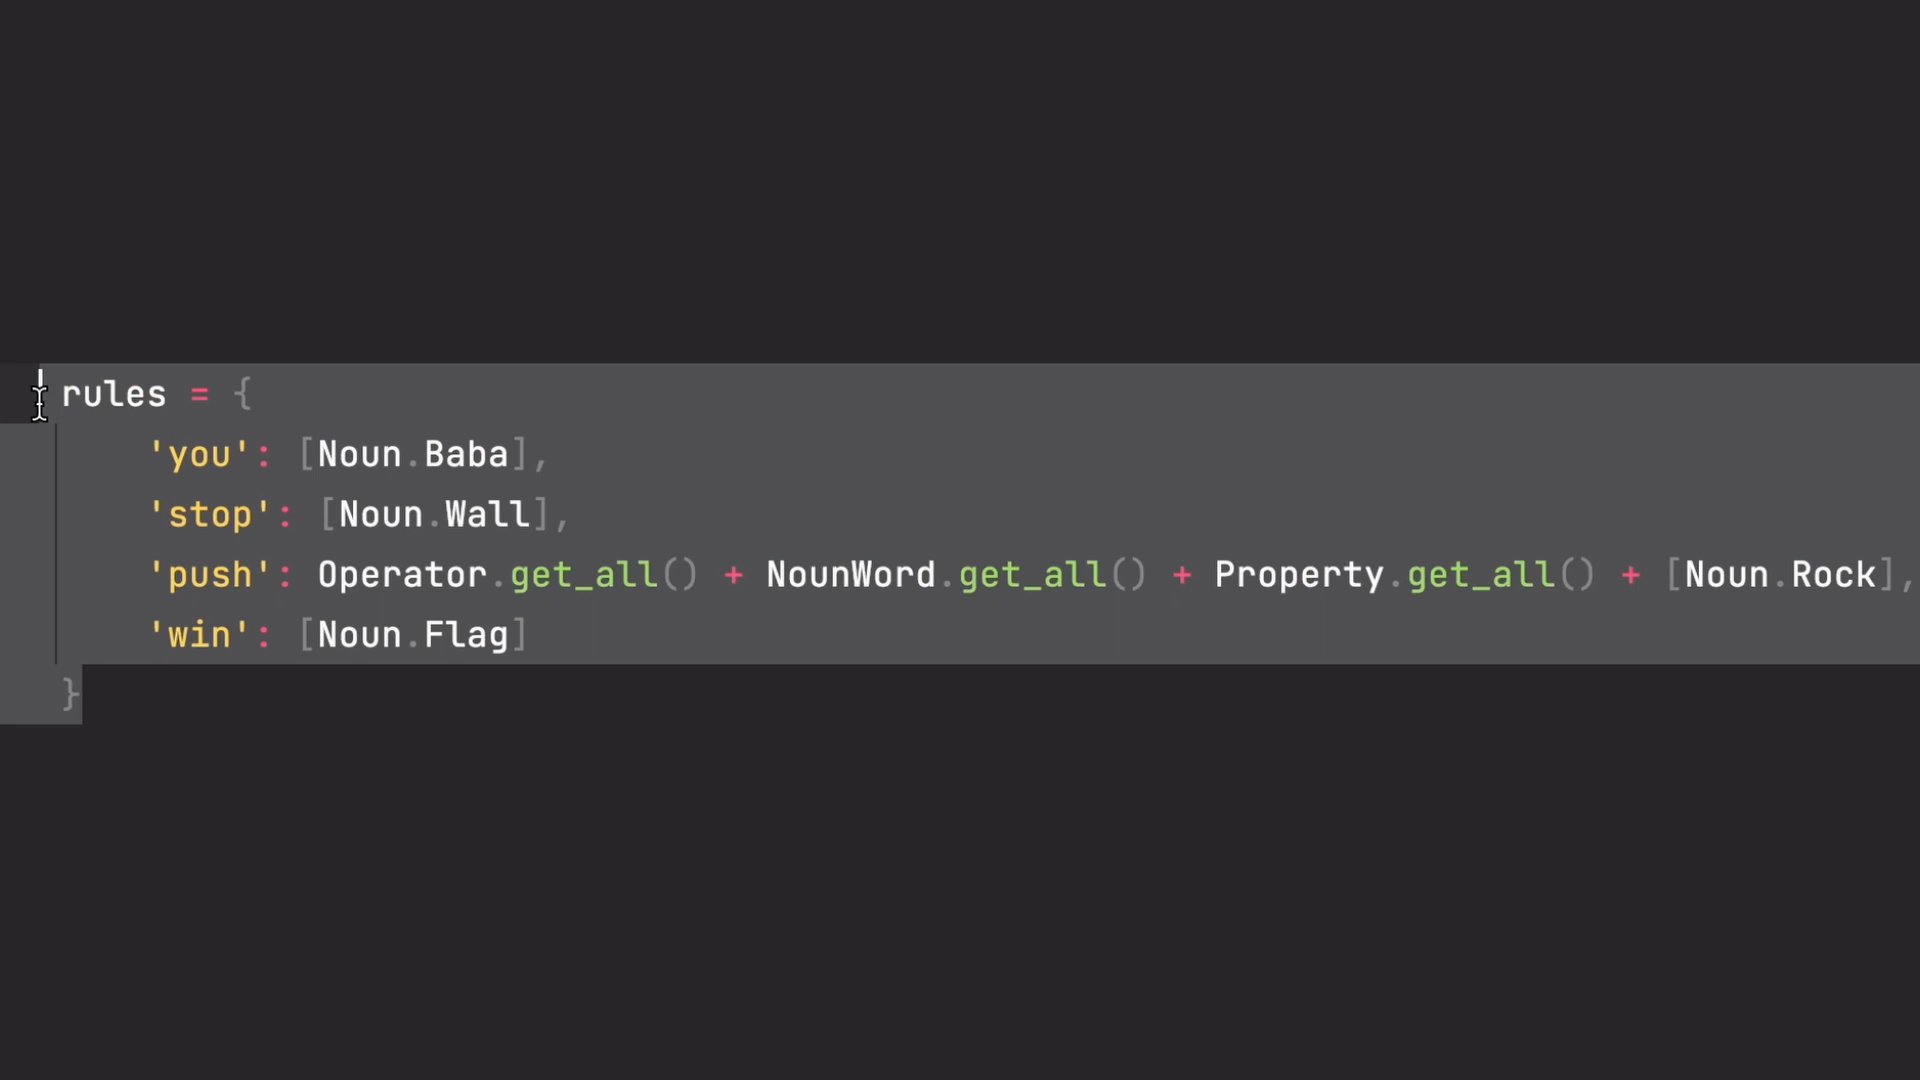 rules = {
'you': [Noun.Baba],
'stop': [Noun.Wall],
'push': Operator.get_all() + NounWord.get_all() + Property.get_all() + [Noun.Rock],
'win': [Noun.Flag]
}